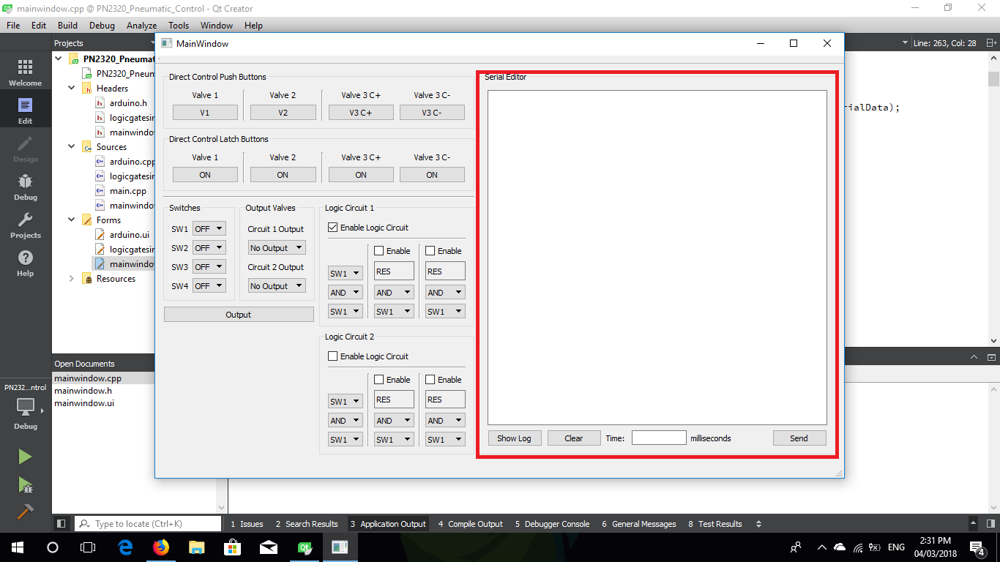 mainwindow.cpp @ PN2320_Pneumatic_Control - Qt Creator
File Edit Build Debug Analyze Tools Window Help
Projects
Line: 263, Col: 28
PN2320_Pneumat
PN2320_Pneum
Headers
arduino.h
logicgatesin
mainwindow
Sources
arduino.cpp
logicgatesin
main.cpp
mainwindow
Forms
arduino.ui
logicgatesin
mainwindow
Resources
Welcome
Edit
Design
Debug
Projects
Help
rialData);
MainWindow
Direct Control Push Buttons
Valve 1 Valve 2 Valve 3 C+ Valve 3 C-
V1 V2 V3 C+ V3 C-
Direct Control Latch Buttons
Valve 1 Valve 2 Valve 3 C+ Valve 3 C-
ON ON ON ON
Switches
SW1 OFF
SW2 OFF
SW3 OFF
SW4 OFF
Output Valves
Circuit 1 Output
No Output
Circuit 2 Output
No Output
Output
Logic Circuit 1
Enable Logic Circuit
Enable Enable
SW1 RES RES
AND AND AND
SW1 SW1 SW1
Logic Circuit 2
Enable Logic Circuit
Enable Enable
SW1 RES RES
AND AND AND
SW1 SW1 SW1
Serial Editor
Show Log Clear Time: milliseconds Send
Open Documents
mainwindow.cpp
mainwindow.h
mainwindow.ui
PN232...ntrol
Debug
Type to locate (Ctrl+K)
1 Issues 2 Search Results 3 Application Output 4 Compile Output 5 Debugger Console 6 General Messages 8 Test Results
ENG
2:31 PM
04/03/2018
4